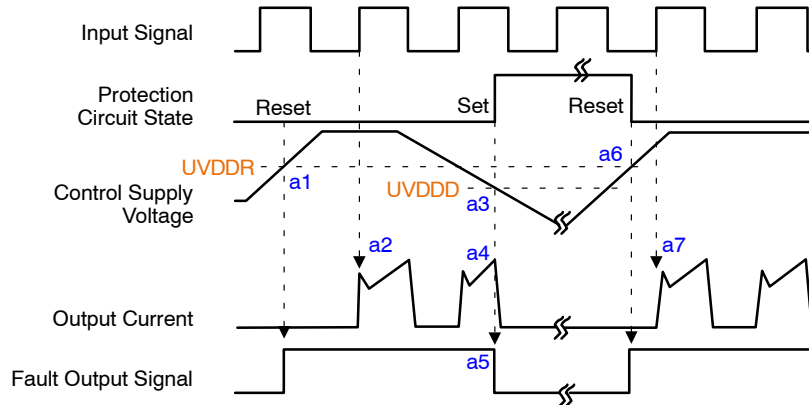 Input Signal
Protection
Circuit State
Reset
Set
Reset
UVDDR
a1
a6
Control Supply
Voltage
UVDDD
a3
a2
a4
a7
Output Current
Fault Output Signal
a5